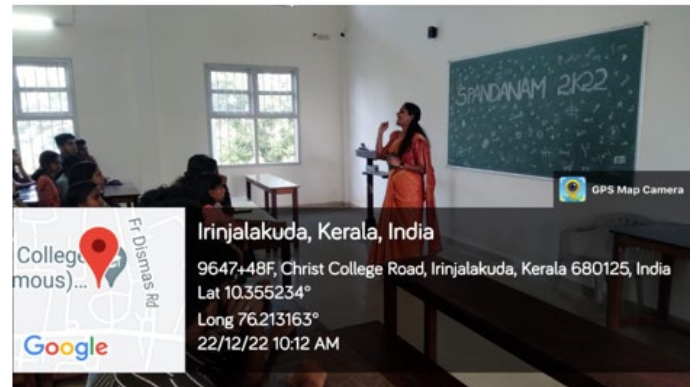 SPANDANAM 2K22
GPS Map Camera
Irinjalakuda, Kerala, India
9647+48F, Christ College Road, Irinjalakuda, Kerala 680125, India
Lat 10.355234°
Long 76.213163°
22/12/22 10:12 AM
College
mous)...
Fr Dismas Rd
Google